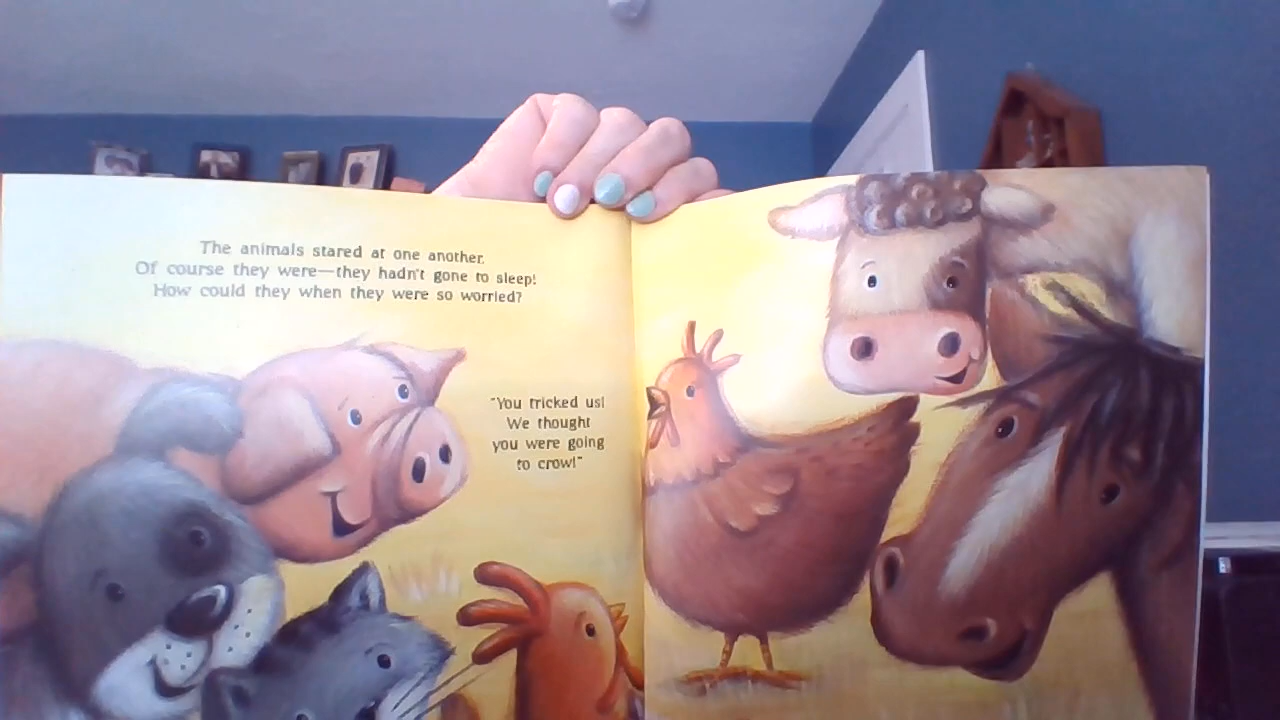 The animals stared at one another.
Of course they were—they hadn't gone to sleep!
How could they when they were so worried?
"You tricked us!
We thought
you were going
to crow!"